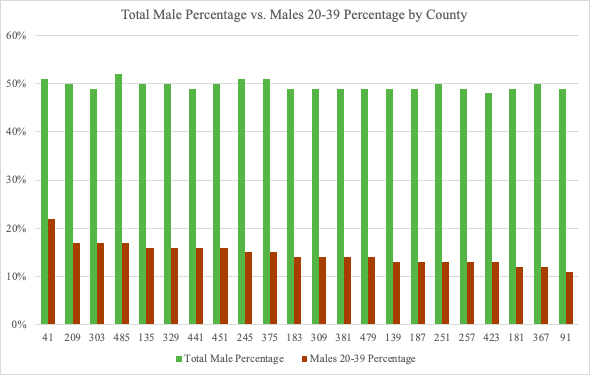 Total Male Percentage vs. Males 20-39 Percentage by County
60%
50%
40%
30%
20%
10%
0%
41 209 303 485 135 329 441 451 245 375 183 309 381 479 139 187 251 257 423 181 367 91
Total Male Percentage Males 20-39 Percentage